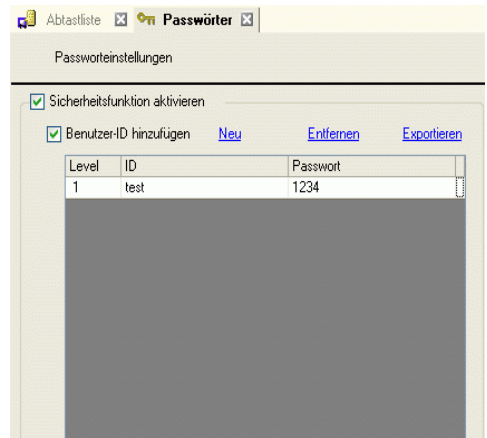 Abtastliste Passwörter
Passworteinstellungen
Sicherheitsfunktion aktivieren
Benutzer-ID hinzufügen Neu Entfernen Exportieren
Level ID Passwort
1 test 1234